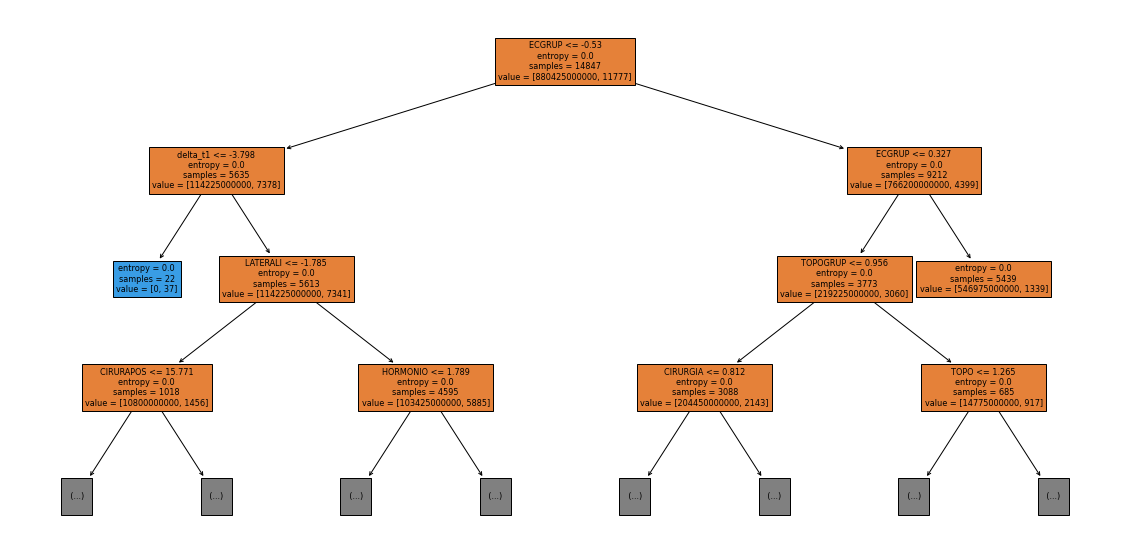 ECGRUP <= -0.53
entropy = 0.0
samples = 14847
value = [880425000000, 11777]
delta_t1 <= -3.798
entropy = 0.0
samples = 5635
value = [114225000000, 7378]
ECGRUP <= 0.327
entropy = 0.0
samples = 9212
value = [766200000000, 4399]
entropy = 0.0
samples = 22
value = [0, 37]
LATERALI <= -1.785
entropy = 0.0
samples = 5613
value = [114225000000, 7341]
TOPOGRUP <= 0.956
entropy = 0.0
samples = 3773
value = [219225000000, 3060]
entropy = 0.0
samples = 5439
value = [546975000000, 1339]
CIRURAPOS <= 15.771
entropy = 0.0
samples = 1018
value = [10800000000, 1456]
HORMONIO <= 1.789
entropy = 0.0
samples = 4595
value = [103425000000, 5885]
CIRURGIA <= 0.812
entropy = 0.0
samples = 3088
value = [204450000000, 2143]
TOPO <= 1.265
entropy = 0.0
samples = 685
value = [14775000000, 917]
(...)
(...)
(...)
(...)
(...)
(...)
(...)
(...)